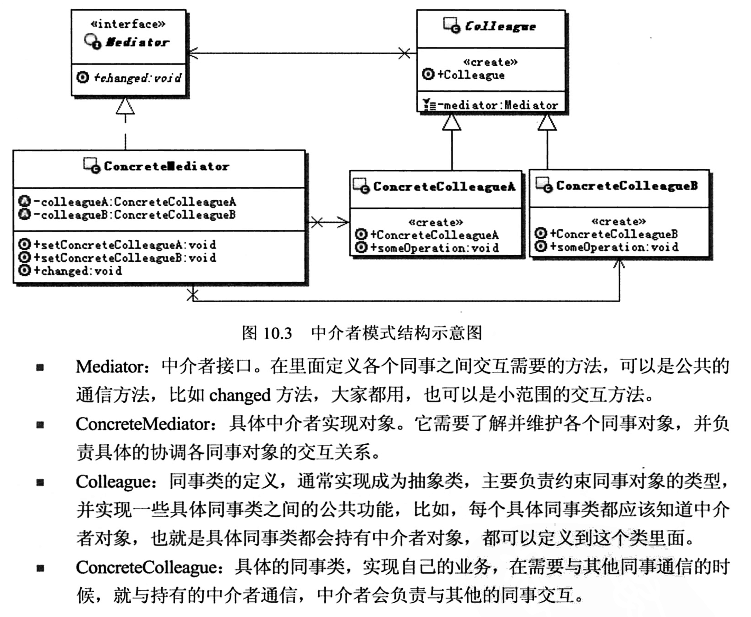 «interface»
Mediator
+changed:void
Colleague
«create»
+Colleague
-mediator:Mediator
ConcreteMediator
-colleagueA:ConcreteColleagueA
-colleagueB:ConcreteColleagueB
+setConcreteColleagueA:void
+setConcreteColleagueB:void
+changed:void
ConcreteColleagueA
«create»
+ConcreteColleagueA
+someOperation:void
ConcreteColleagueB
«create»
+ConcreteColleagueB
+someOperation:void
图 10.3 中介者模式结构示意图
■ Mediator：中介者接口。在里面定义各个同事之间交互需要的方法，可以是公共的
通信方法，比如 changed 方法，大家都用，也可以是小范围的交互方法。
■ ConcreteMediator：具体中介者实现对象。它需要了解并维护各个同事对象，并负
责具体的协调各同事对象的交互关系。
■ Colleague：同事类的定义，通常实现成为抽象类，主要负责约束同事对象的类型，
并实现一些具体同事类之间的公共功能，比如，每个具体同事类都应该知道中介
者对象，也就是具体同事类都会持有中介者对象，都可以定义到这个类里面。
■ ConcreteColleague：具体的同事类，实现自己的业务，在需要与其他同事通信的时
候，就与持有的中介者通信，中介者会负责与其他的同事交互。